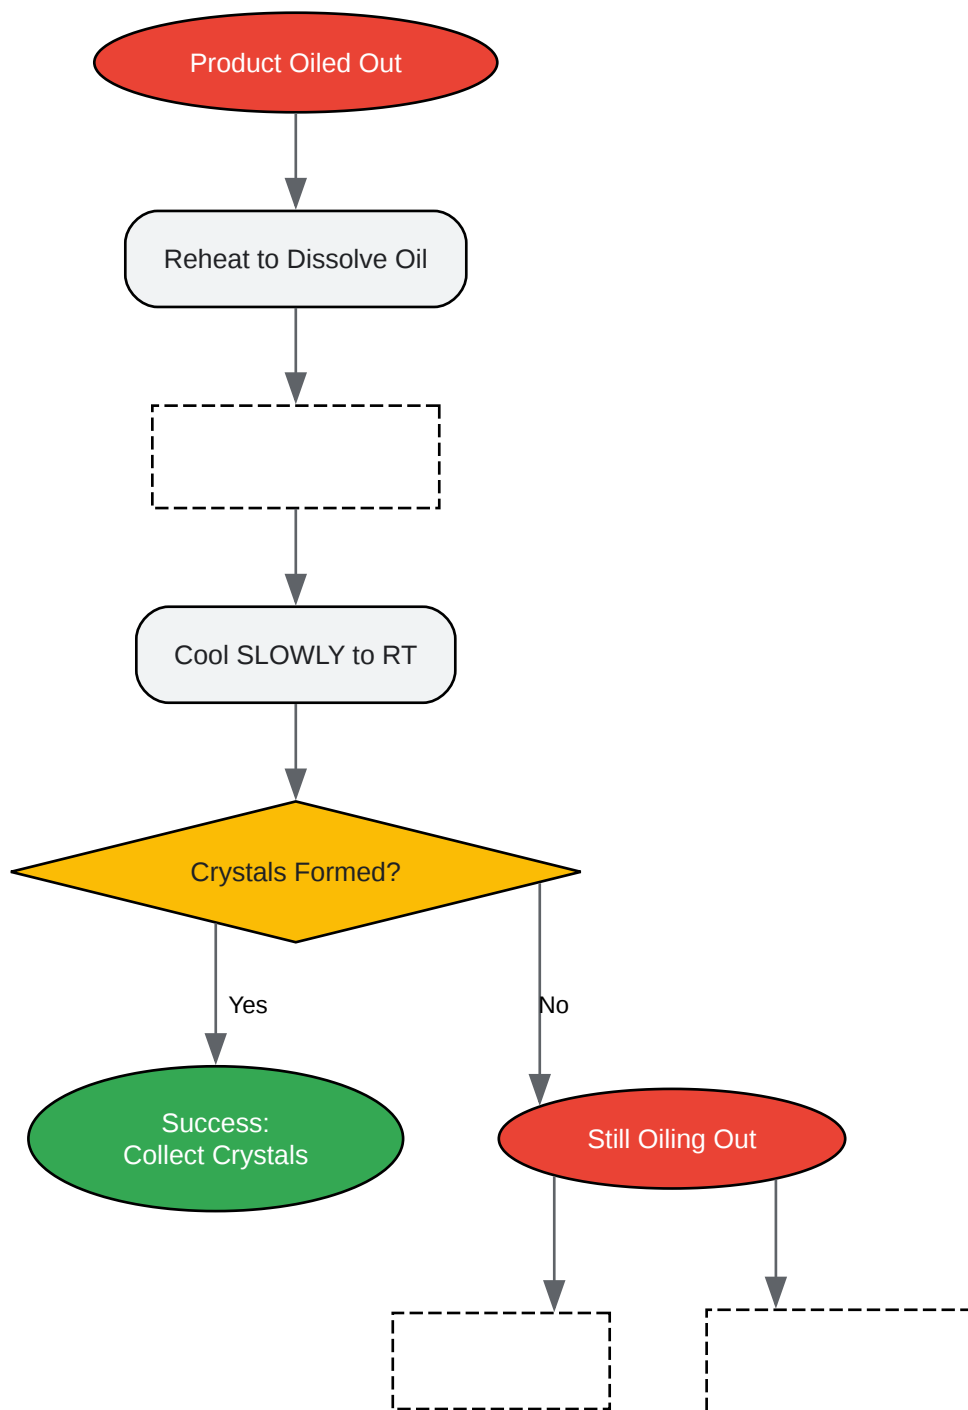 Product Oiled Out
Reheat to Dissolve Oil
Cool SLOWLY to RT
Crystals Formed?
Yes
No
Success:
Collect Crystals
Still Oiling Out